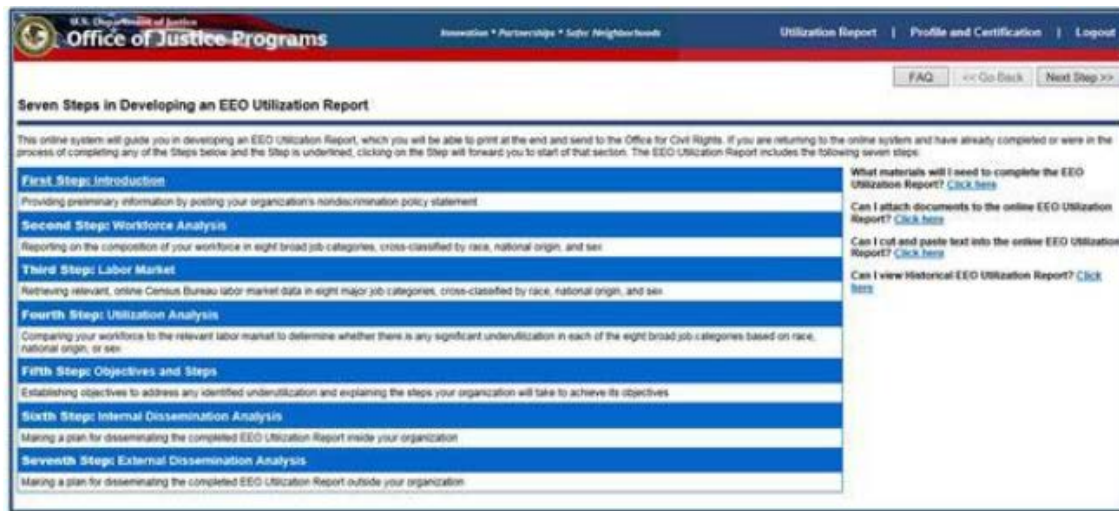 U.S. Department of Justice
Office of Justice Programs
Innovation * Partnerships * Safer Neighborhoods
Utilization Report | Profile and Certification | Logout
FAQ << Go Back Next Step >>
Seven Steps in Developing an EEO Utilization Report
This online system will guide you in developing an EEO Utilization Report, which you will be able to print at the end and send to the Office for Civil Rights. If you are returning to the online system and have already completed or were in the
process of completing any of the Steps below and the Step is underlined, clicking on the Step will forward you to start of that section. The EEO Utilization Report includes the following seven steps:
First Step: Introduction
Providing preliminary information by posting your organization's nondiscrimination policy statement
Second Step: Workforce Analysis
Reporting on the composition of your workforce in eight broad job categories, cross-classified by race, national origin, and sex
Third Step: Labor Market
Retrieving relevant, online Census Bureau labor market data in eight major job categories, cross-classified by race, national origin, and sex
Fourth Step: Utilization Analysis
Comparing your workforce to the relevant labor market to determine whether there is any significant underutilization in each of the eight broad job categories based on race,
national origin, or sex
Fifth Step: Objectives and Steps
Establishing objectives to address any identified underutilization and explaining the steps your organization will take to achieve its objectives
Sixth Step: Internal Dissemination Analysis
Making a plan for disseminating the completed EEO Utilization Report inside your organization
Seventh Step: External Dissemination Analysis
Making a plan for disseminating the completed EEO Utilization Report outside your organization
What materials will I need to complete the EEO
Utilization Report? Click here
Can I attach documents to the online EEO Utilization
Report? Click here
Can I cut and paste text into the online EEO Utilization
Report? Click here
Can I view Historical EEO Utilization Report? Click
here